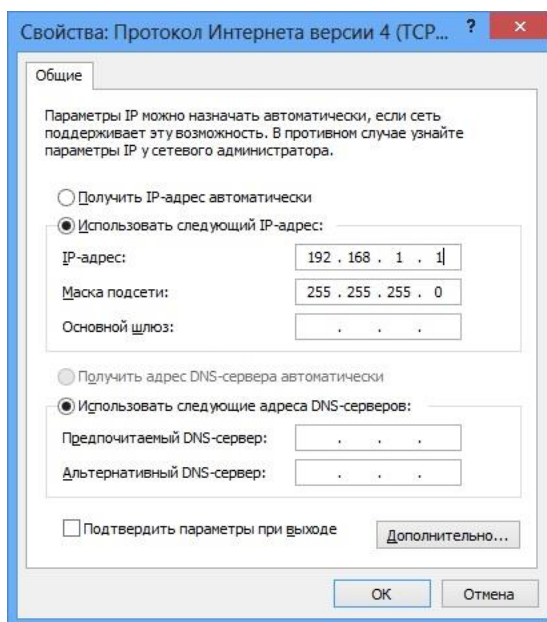 Свойства: Протокол Интернета версии 4 (TCP...
? ×
Общие
Параметры IP можно назначать автоматически, если сеть
поддерживает эту возможность. В противном случае узнайте
параметры IP у сетевого администратора.
Получить IP-адрес автоматически
Использовать следующий IP-адрес:
IP-адрес: 192 . 168 . 1 . 1
Маска подсети: 255 . 255 . 255 . 0
Основной шлюз: . . .
Получить адрес DNS-сервера автоматически
Использовать следующие адреса DNS-серверов:
Предпочитаемый DNS-сервер: . . .
Альтернативный DNS-сервер: . . .
Подтвердить параметры при выходе
Дополнительно...
ОК Отмена